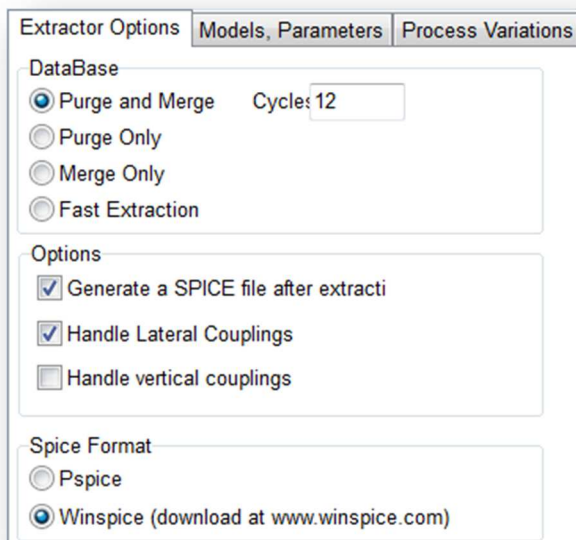 Extractor Options Models, Parameters Process Variations
DataBase
Purge and Merge Cycles 12
Purge Only
Merge Only
Fast Extraction
Options
Generate a SPICE file after extracti
Handle Lateral Couplings
Handle vertical couplings
Spice Format
Pspice
Winspice (download at www.winspice.com)